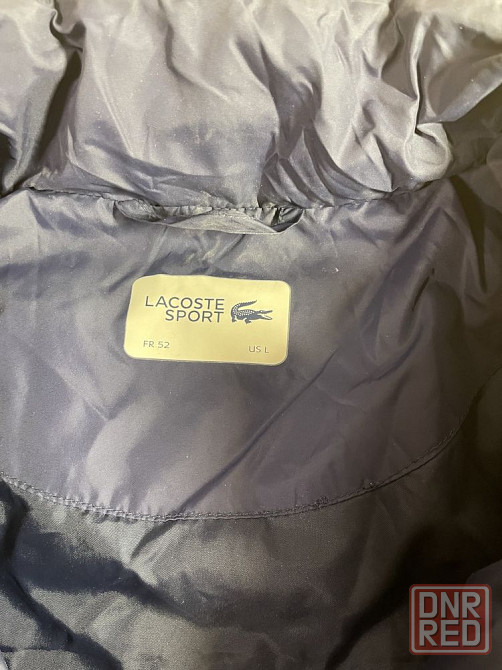 LACOSTE
SPORT
FR 52 US L
DNR
RED